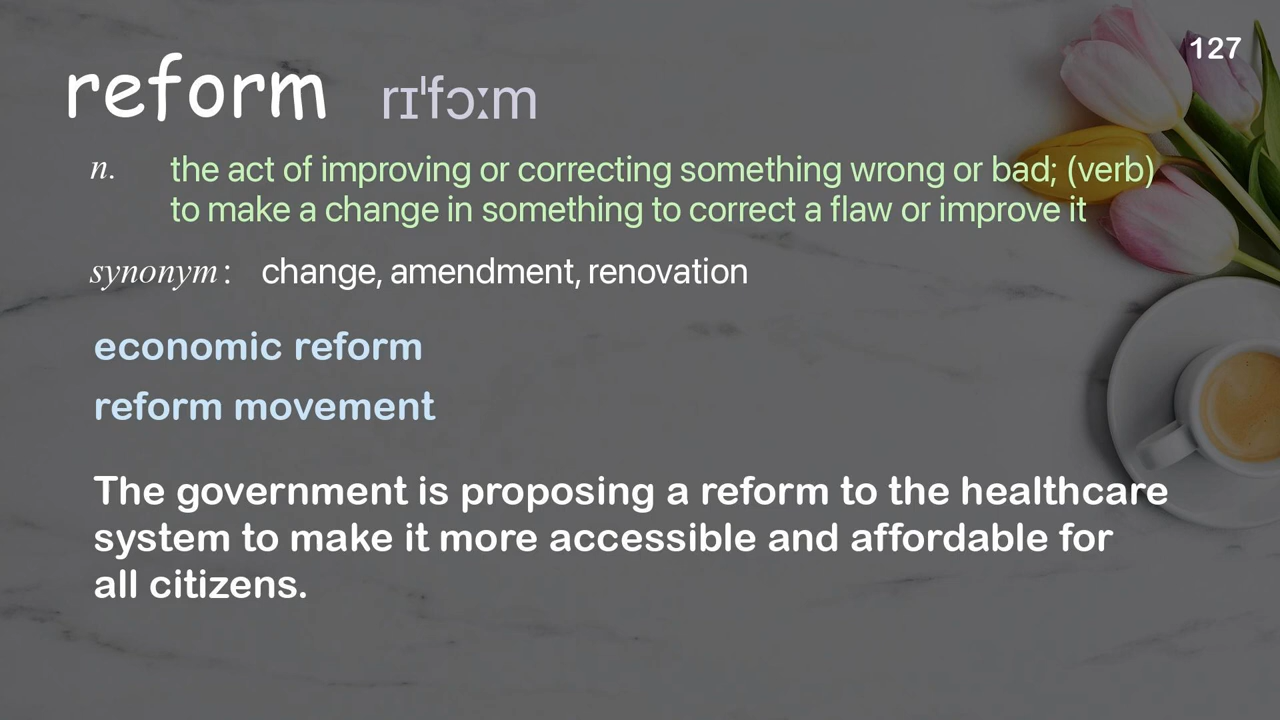 127
reform rɪˈfɔːm
n. the act of improving or correcting something wrong or bad; (verb)
to make a change in something to correct a flaw or improve it
synonym: change, amendment, renovation
economic reform
reform movement
The government is proposing a reform to the healthcare
system to make it more accessible and affordable for
all citizens.